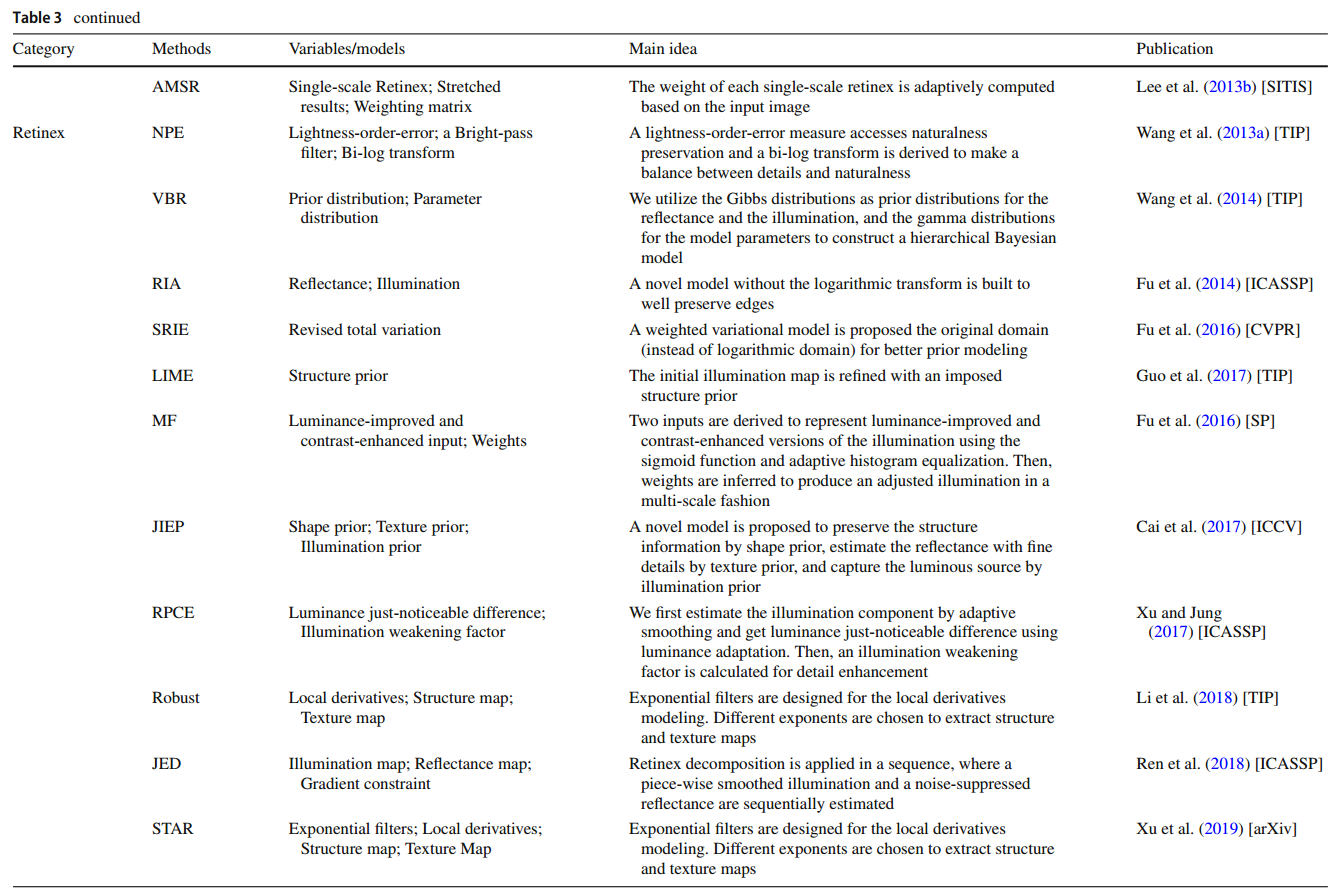 Table 3 continued
Category Methods Variables/models Main idea Publication
AMSR Single-scale Retinex; Stretched The weight of each single-scale retinex is adaptively computed Lee et al. (2013b) [SITIS]
results; Weighting matrix based on the input image
Retinex NPE Lightness-order-error; a Bright-pass A lightness-order-error measure accesses naturalness Wang et al. (2013a) [TIP]
filter; Bi-log transform preservation and a bi-log transform is derived to make a
balance between details and naturalness
VBR Prior distribution; Parameter We utilize the Gibbs distributions as prior distributions for the Wang et al. (2014) [TIP]
distribution reflectance and the illumination, and the gamma distributions
for the model parameters to construct a hierarchical Bayesian
model
RIA Reflectance; Illumination A novel model without the logarithmic transform is built to Fu et al. (2014) [ICASSP]
well preserve edges
SRIE Revised total variation A weighted variational model is proposed the original domain Fu et al. (2016) [CVPR]
(instead of logarithmic domain) for better prior modeling
LIME Structure prior The initial illumination map is refined with an imposed Guo et al. (2017) [TIP]
structure prior
MF Luminance-improved and Two inputs are derived to represent luminance-improved and Fu et al. (2016) [SP]
contrast-enhanced input; Weights contrast-enhanced versions of the illumination using the
sigmoid function and adaptive histogram equalization. Then,
weights are inferred to produce an adjusted illumination in a
multi-scale fashion
JIEP Shape prior; Texture prior; A novel model is proposed to preserve the structure Cai et al. (2017) [ICCV]
Illumination prior information by shape prior, estimate the reflectance with fine
details by texture prior, and capture the luminous source by
illumination prior
RPCE Luminance just-noticeable difference; We first estimate the illumination component by adaptive Xu and Jung
Illumination weakening factor smoothing and get luminance just-noticeable difference using (2017) [ICASSP]
luminance adaptation. Then, an illumination weakening
factor is calculated for detail enhancement
Robust Local derivatives; Structure map; Exponential filters are designed for the local derivatives Li et al. (2018) [TIP]
Texture map modeling. Different exponents are chosen to extract structure
and texture maps
JED Illumination map; Reflectance map; Retinex decomposition is applied in a sequence, where a Ren et al. (2018) [ICASSP]
Gradient constraint piece-wise smoothed illumination and a noise-suppressed
reflectance are sequentially estimated
STAR Exponential filters; Local derivatives; Exponential filters are designed for the local derivatives Xu et al. (2019) [arXiv]
Structure map; Texture Map modeling. Different exponents are chosen to extract structure
and texture maps